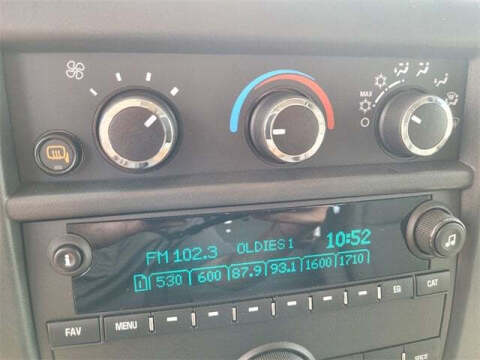 MAX
FM 102.3 OLDIES1 10:52
i 530 600 87.9 93.1 1600 1710
i
FAV MENU EQ CAT